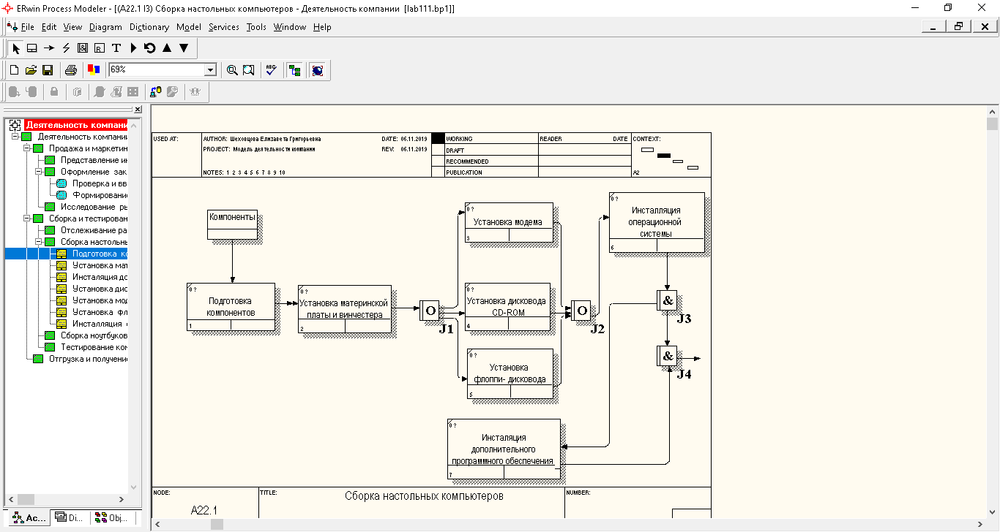 ERwin Process Modeler - [(A22.1 I3) Сборка настольных компьютеров - Деятельность компании [lab111.bp1]]
File Edit View Diagram Dictionary Model Services Tools Window Help
69%
ABC
Деятельность компани
Деятельность компании
Продажа и маркетин
Представление ин
Оформление зак
Проверка и вв
Формирование
Исследование ры
Сборка и тестирован
Отслеживание ра
Сборка настольнь
Подготовка ко
Установка мат
Инсталяция до
Установка дис
Установка мод
Установка фл
Инсталляция о
Сборка ноутбуков
Тестирование ком
Отгрузка и получени
Ac... Di... Obj...
USED AT:
AUTHOR: Шеховцова Елизавета Григорьевна
DATE: 06.11.2019
PROJECT: Модель деятельности компании
REV: 06.11.2019
NOTES: 1 2 3 4 5 6 7 8 9 10
WORKING
DRAFT
RECOMMENDED
PUBLICATION
READER DATE
CONTEXT:
A2
Компоненты
0 ?
Подготовка
компонентов
1
0 ?
Установка материнской
платы и винчестера
2
O
J1
0 ?
Установка модема
3
0 ?
Установка дисковода
CD-ROM
4
0 ?
Установка
флоппи- дисковода
5
O
J2
0 ?
Инсталляция
операционной
системы
6
&
J3
&
J4
0 ?
Инсталяция
дополнительного
программного обеспечения
7
NODE:
A22.1
TITLE:
Сборка настольных компьютеров
NUMBER: